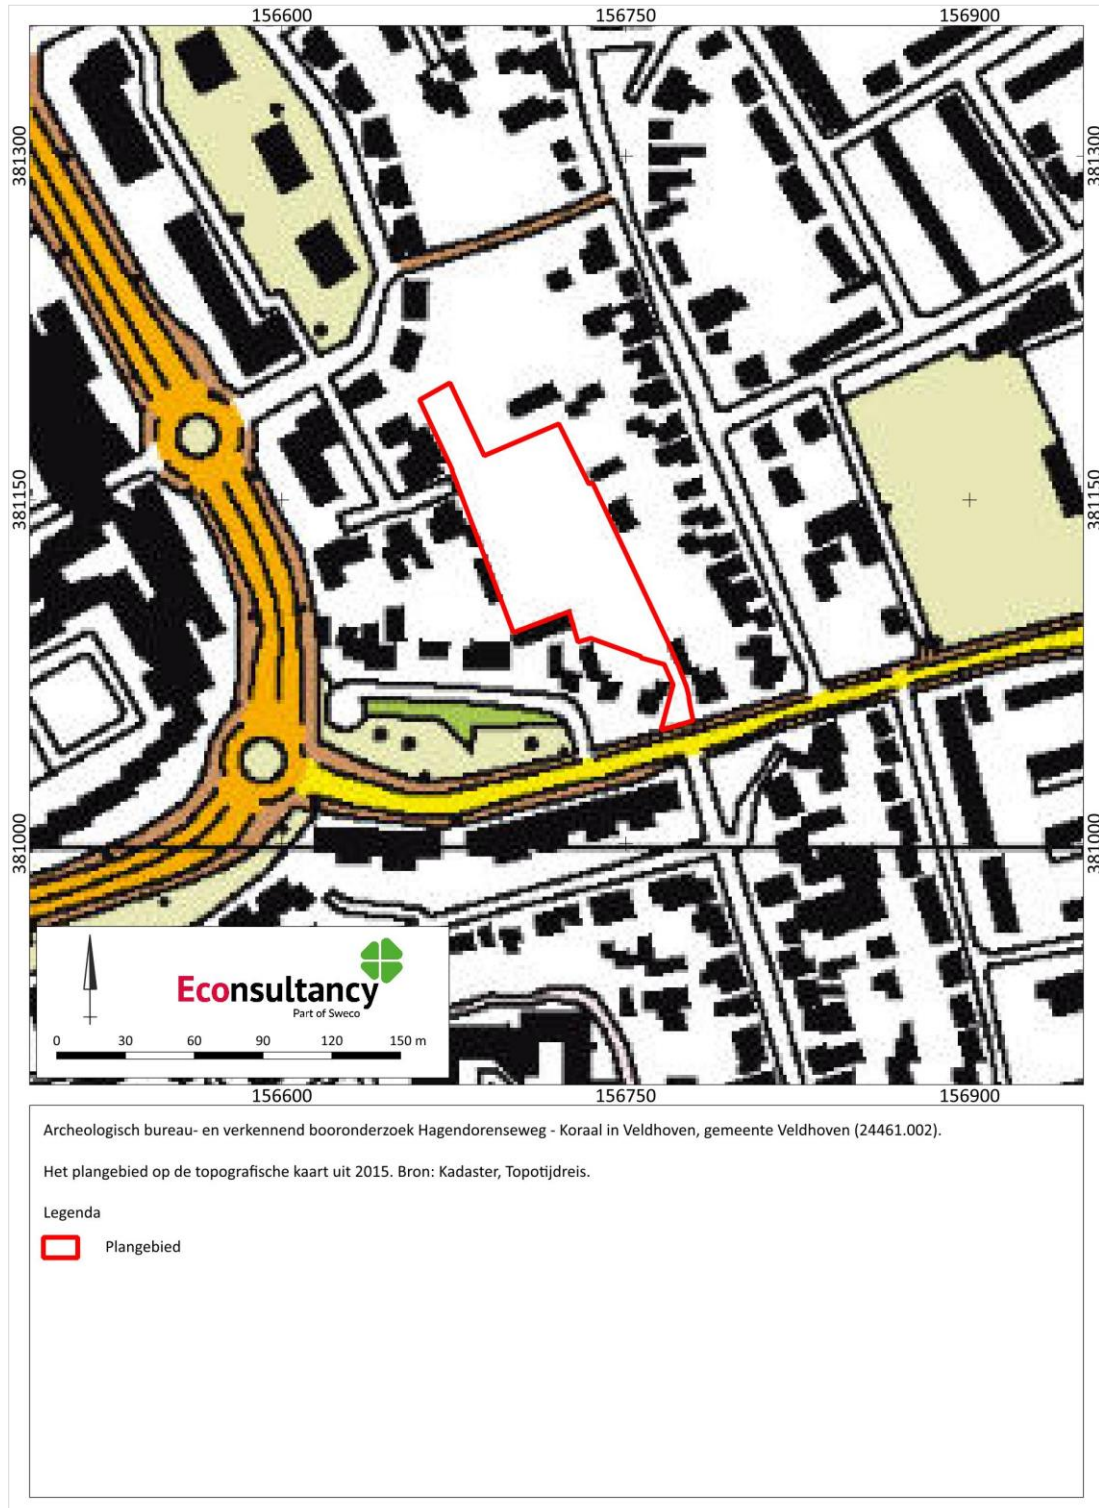 156600 156750 156900
381300 381300
381150 381150
381000 381000
Econsultancy
Part of Sweco
0 30 60 90 120 150 m
156600 156750 156900
Archeologisch bureau- en verkennend booronderzoek Hagendorenseweg - Koraal in Veldhoven, gemeente Veldhoven (24461.002).
Het plangebied op de topografische kaart uit 2015. Bron: Kadaster, Topotijdreis.
Legenda
Plangebied